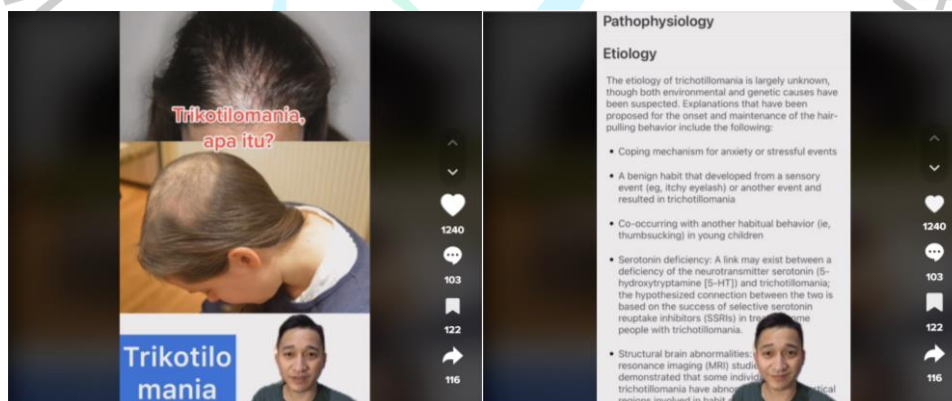 Trikotilomania,
apa itu?
Trikotilo
mania
1240
103
122
116
Pathophysiology
Etiology
The etiology of trichotillomania is largely unknown,
though both environmental and genetic causes have
been suspected. Explanations that have been
proposed for the onset and maintenance of the hair-
pulling behavior include the following:
• Coping mechanism for anxiety or stressful events
• A benign habit that developed from a sensory
event (eg, itchy eyelash) or another event and
resulted in trichotillomania
• Co-occurring with another habitual behavior (ie,
thumbsucking) in young children
• Serotonin deficiency: A link may exist between a
deficiency of the neurotransmitter serotonin (5-
hydroxytryptamine [5-HT]) and trichotillomania;
the hypothesized connection between the two is
based on the success of selective serotonin
reuptake inhibitors (SSRIs) in some
people with trichotillomania.
• Structural brain abnormalities:
resonance imaging (MRI)
demonstrated that some
trichotillomania have
1240
103
122
116